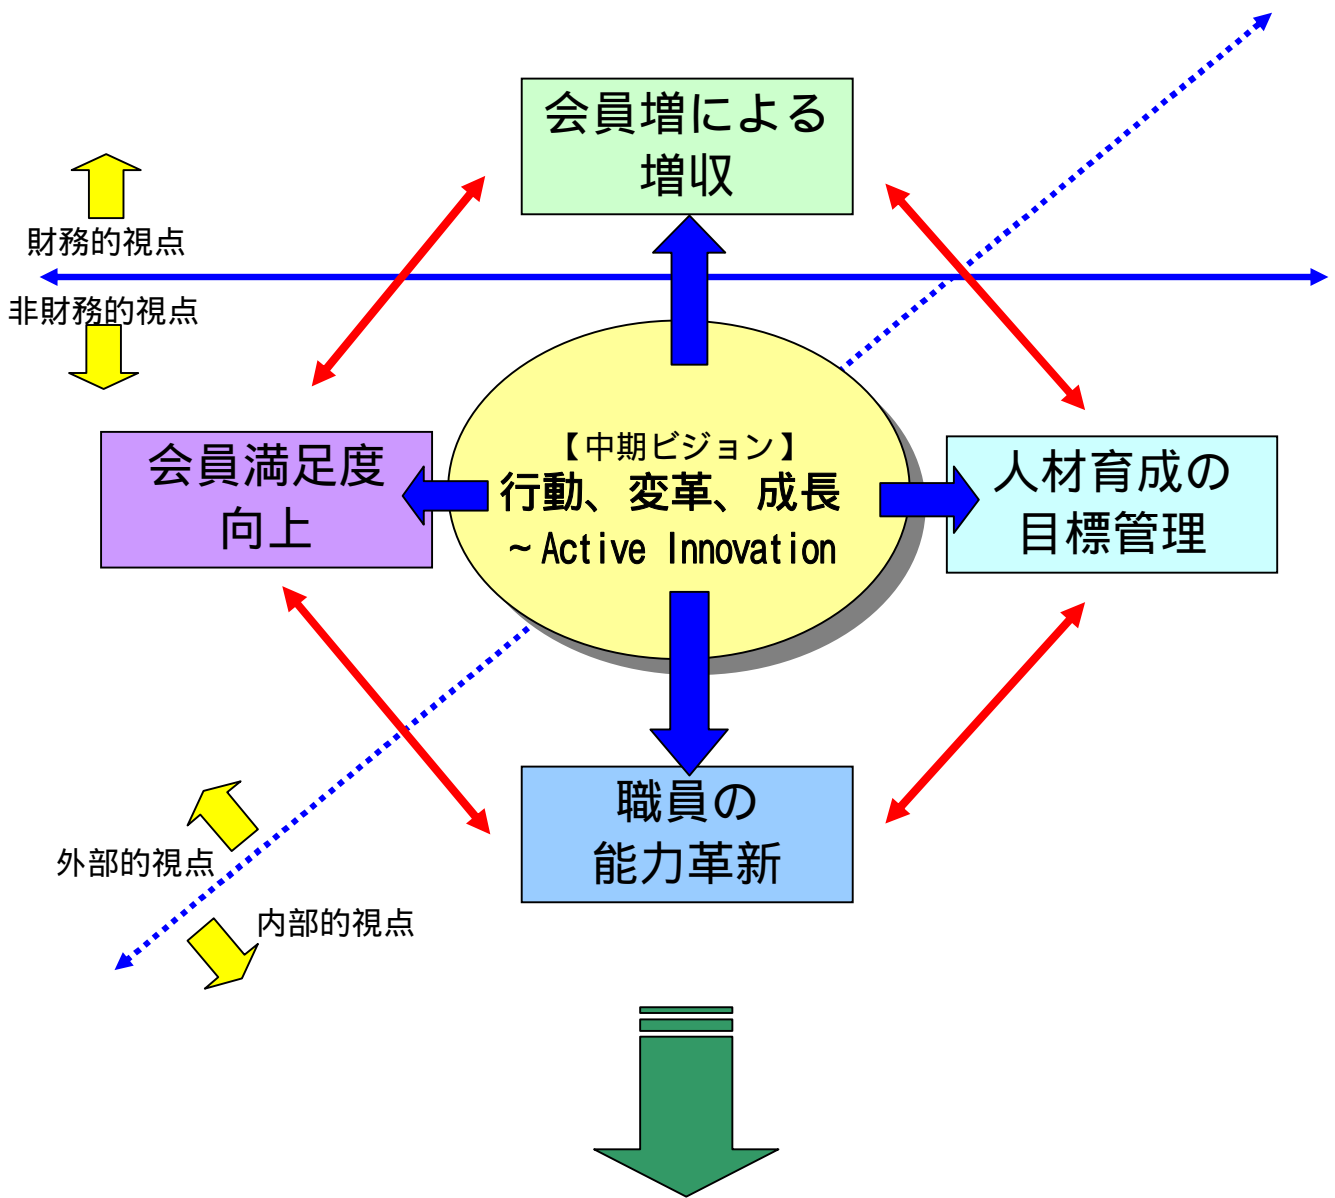 会員増による
増収
財務的視点
非財務的視点
【中期ビジョン】
行動、変革、成長
～Active Innovation
会員満足度
向上
人材育成の
目標管理
職員の
能力革新
外部的視点
内部的視点